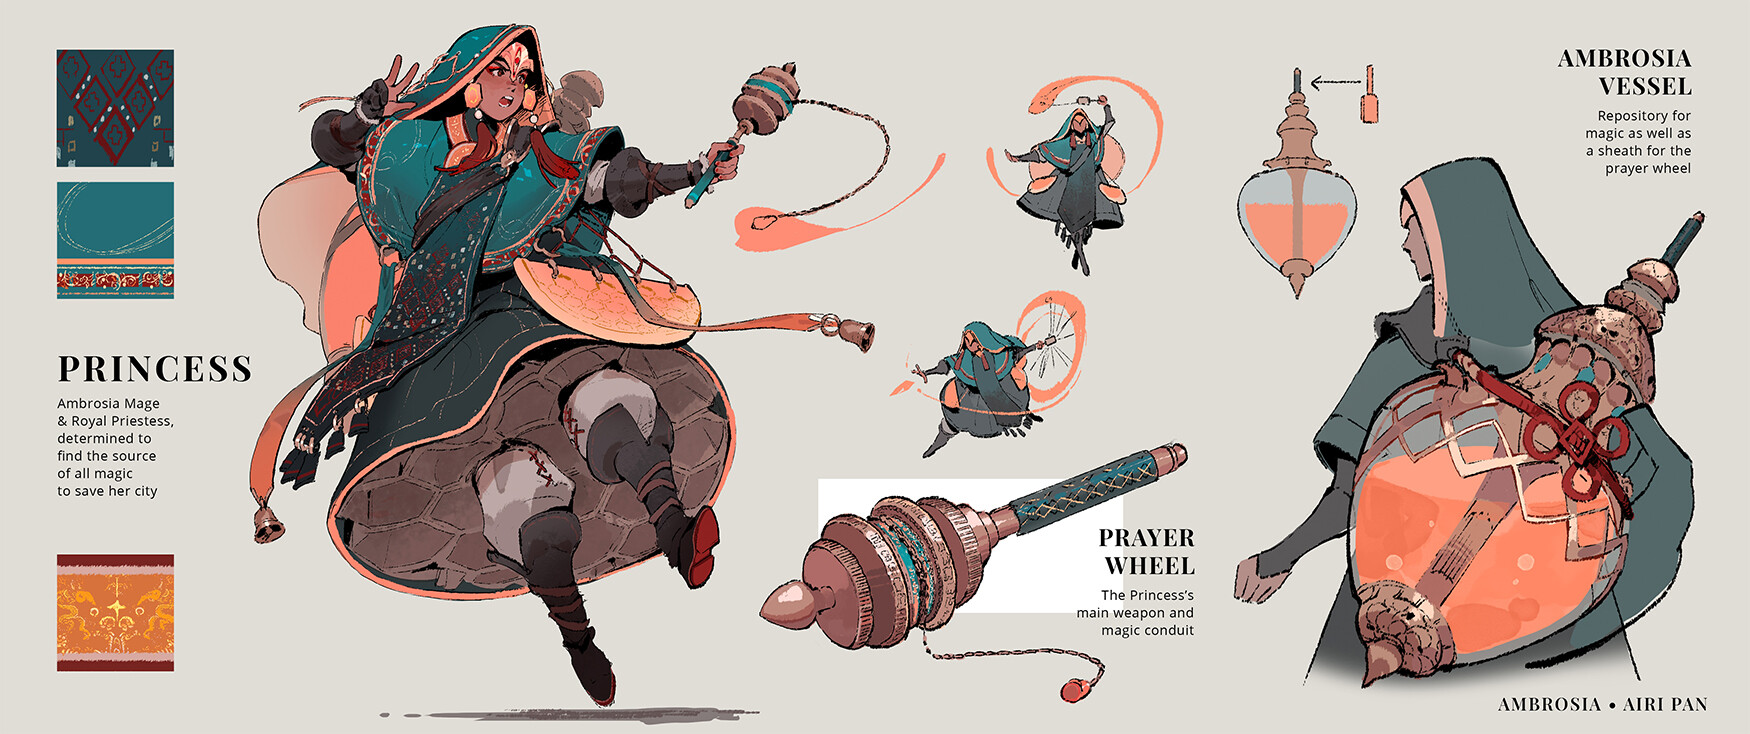 PRINCESS
Ambrosia Mage
& Royal Priestess,
determined to
find the source
of all magic
to save her city
PRAYER
WHEEL
The Princess’s
main weapon and
magic conduit
AMBROSIA
VESSEL
Repository for
magic as well as
a sheath for the
prayer wheel
AMBROSIA • AIRI PAN